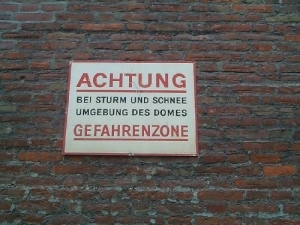 ACHTUNG
BEI STURM UND SCHNEE
UMGEBUNG DES DOMES
GEFAHRENZONE